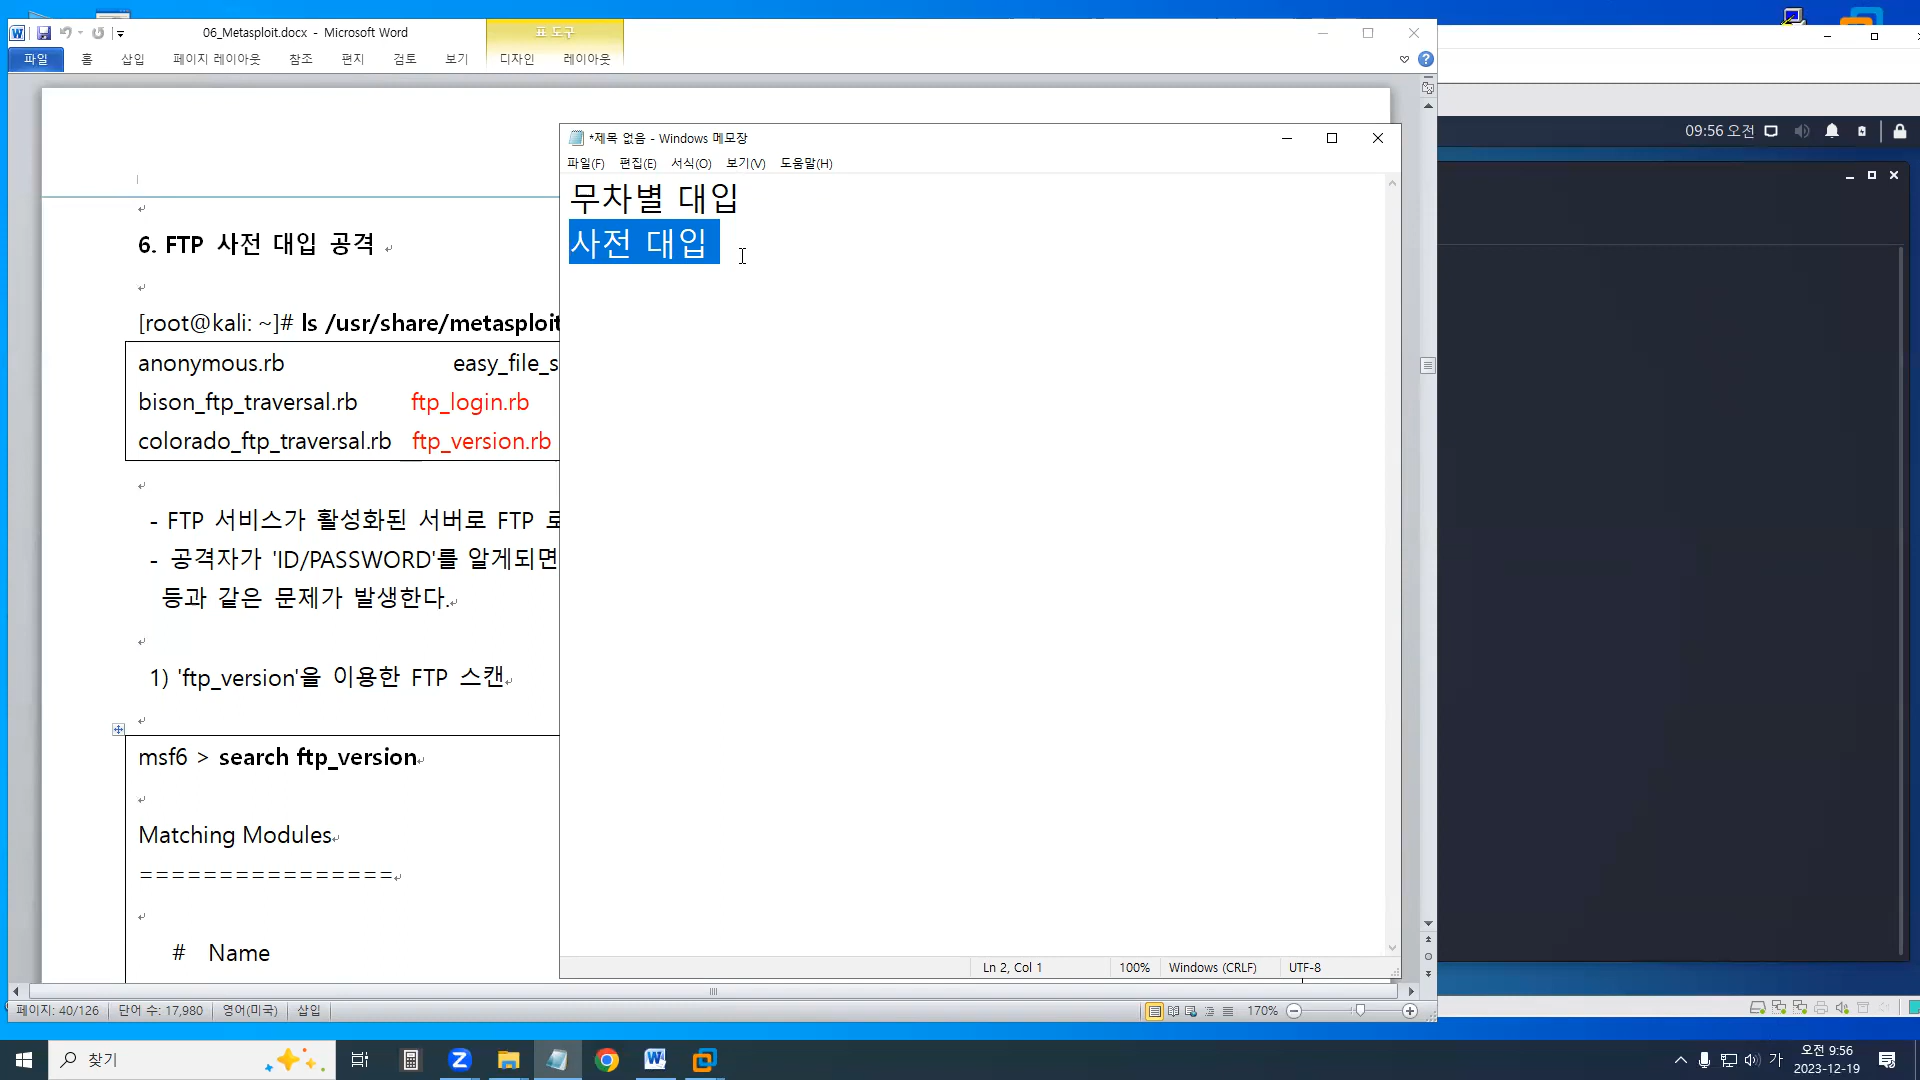 06_Metasploit.docx - Microsoft Word
표 도구
파일 홈 삽입 페이지 레이아웃 참조 편지 검토 보기 디자인 레이아웃
6. FTP 사전 대입 공격
[root@kali: ~]# ls /usr/share/metasploit
anonymous.rb easy_file_s
bison_ftp_traversal.rb ftp_login.rb
colorado_ftp_traversal.rb ftp_version.rb
- FTP 서비스가 활성화된 서버로 FTP 로
- 공격자가 'ID/PASSWORD'를 알게되면
등과 같은 문제가 발생한다.
1) 'ftp_version'을 이용한 FTP 스캔
msf6 > search ftp_version
Matching Modules
================
# Name
*제목 없음 - Windows 메모장
파일(F) 편집(E) 서식(O) 보기(V) 도움말(H)
무차별 대입
사전 대입
Ln 2, Col 1 100% Windows (CRLF) UTF-8
09:56 오전
페이지: 40/126 단어 수: 17,980 영어(미국) 삽입 170%
찾기
가
오전 9:56
2023-12-19